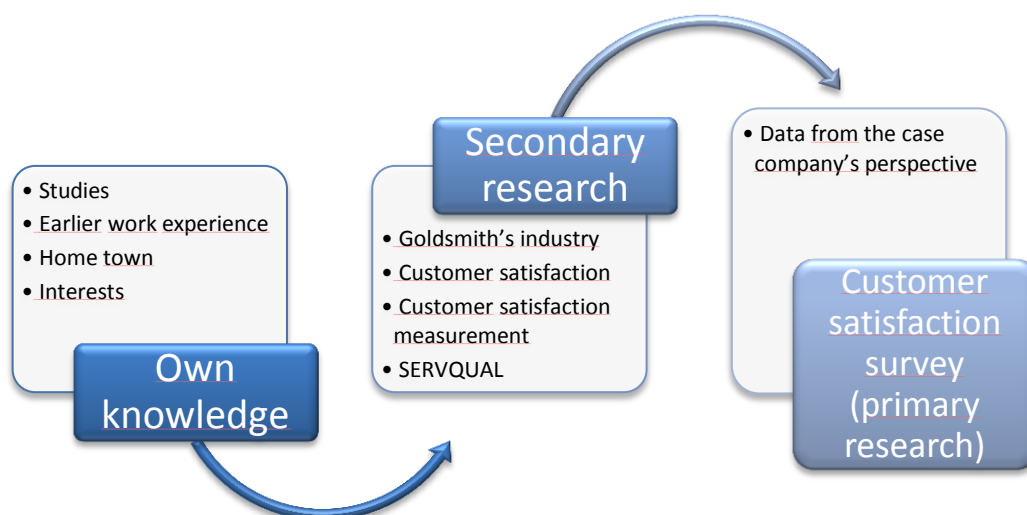 • Studies
• Earlier work experience
• Home town
• Interests
Own
knowledge
Secondary
research
• Goldsmith's industry
• Customer satisfaction
• Customer satisfaction
measurement
• SERVQUAL
• Data from the case
company's perspective
Customer
satisfaction
survey
(primary
research)